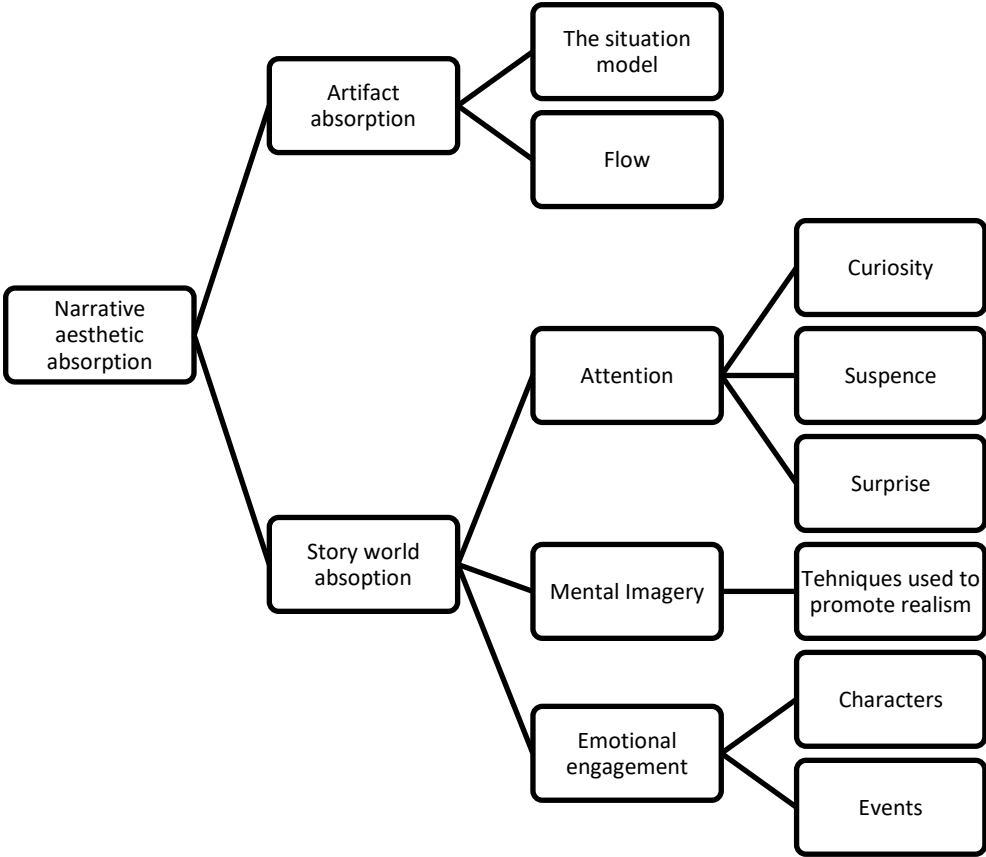 The situation
model
Artifact
absorption
Flow
Curiosity
Narrative
aesthetic
absorption
Attention
Suspence
Surprise
Story world
absoption
Mental Imagery
Tehniques used to
promote realism
Characters
Emotional
engagement
Events